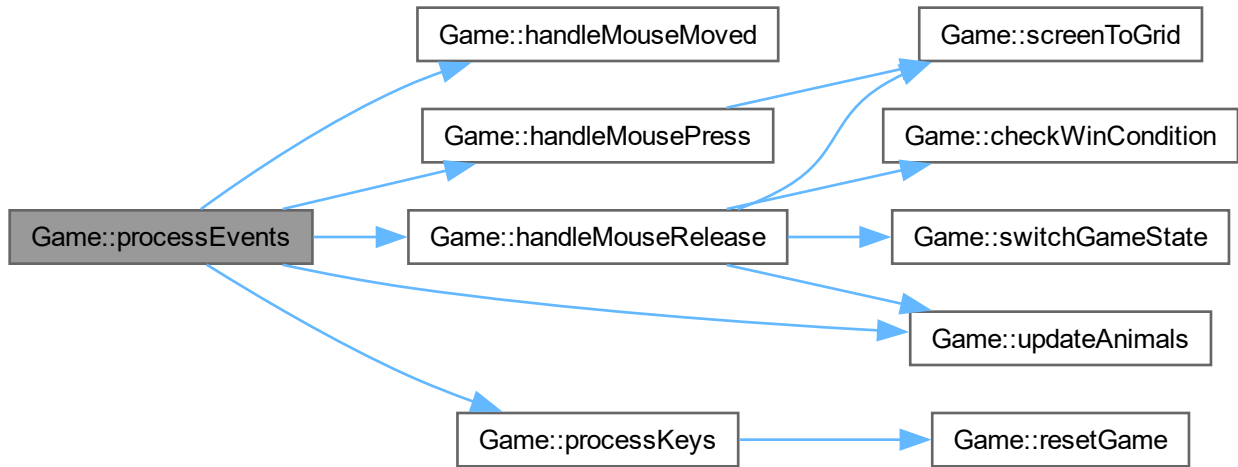 Game::handleMouseMoved
Game::screenToGrid
Game::handleMousePress
Game::checkWinCondition
Game::processEvents
Game::handleMouseRelease
Game::switchGameState
Game::updateAnimals
Game::processKeys
Game::resetGame